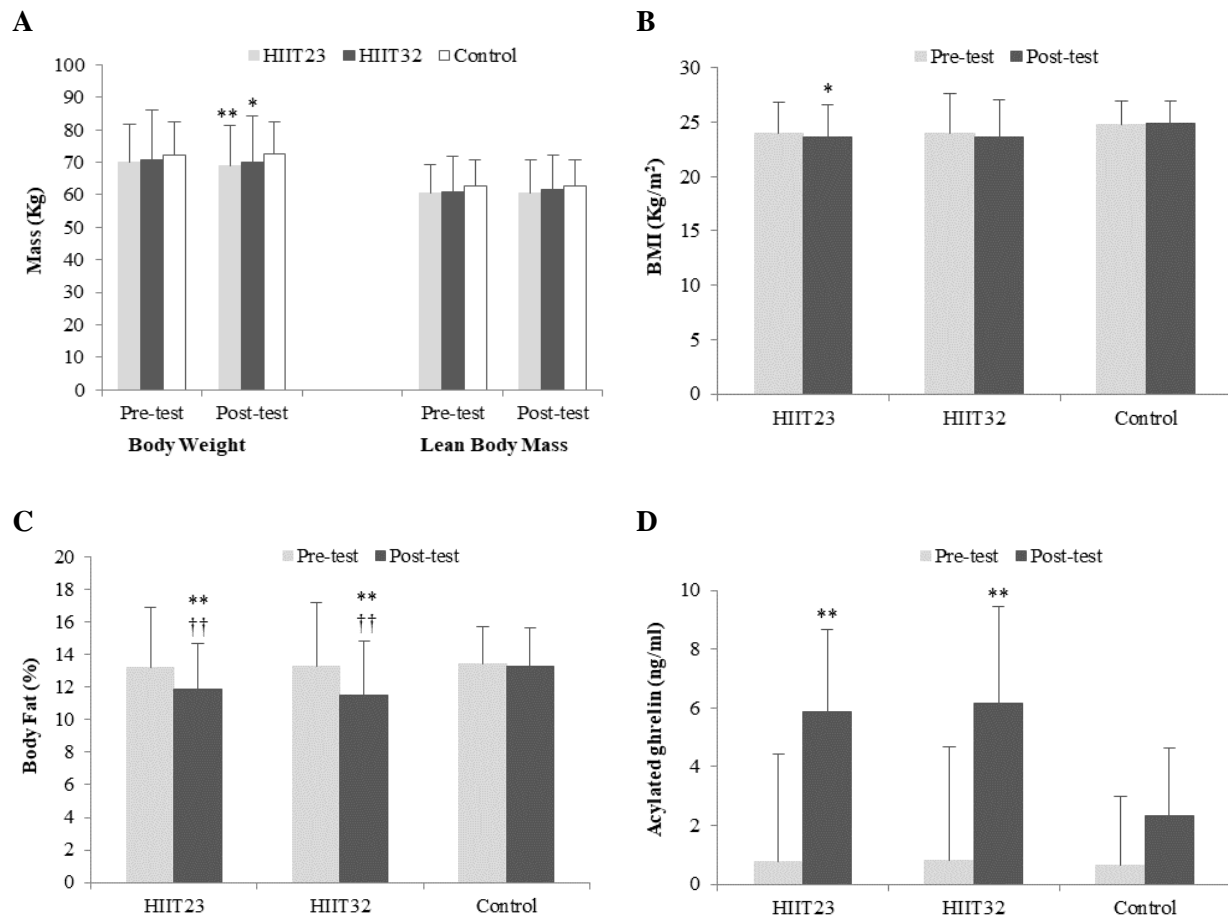 A
HIIT23 HIIT32 Control
100
90
80
70
60
50
40
30
20
10
0
Mass (Kg)
** *
Pre-test Post-test Pre-test Post-test
Body Weight Lean Body Mass
B
Pre-test Post-test
30
25
20
15
10
5
0
BMI (Kg/m²)
*
HIIT23 HIIT32 Control
C
Pre-test Post-test
20
18
16
14
12
10
8
6
4
2
0
Body Fat (%)
** **
†† ††
HIIT23 HIIT32 Control
D
Pre-test Post-test
10
8
6
4
2
0
Acylated ghrelin (ng/ml)
** **
HIIT23 HIIT32 Control